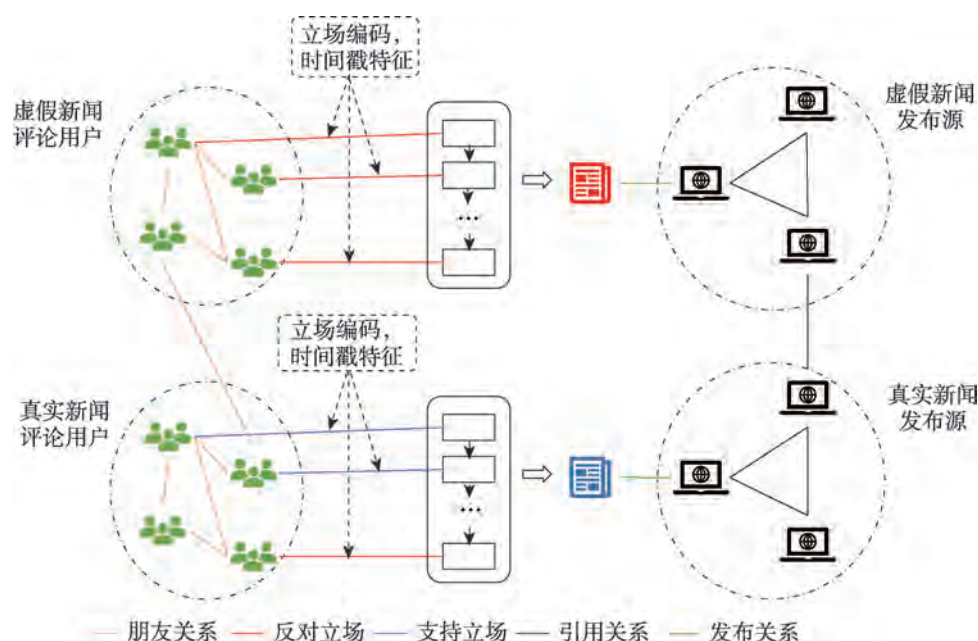 立场编码，
时间戳特征
虚假新闻
评论用户
虚假新闻
发布源
立场编码，
时间戳特征
真实新闻
评论用户
真实新闻
发布源
朋友关系 反对立场 支持立场 引用关系 发布关系